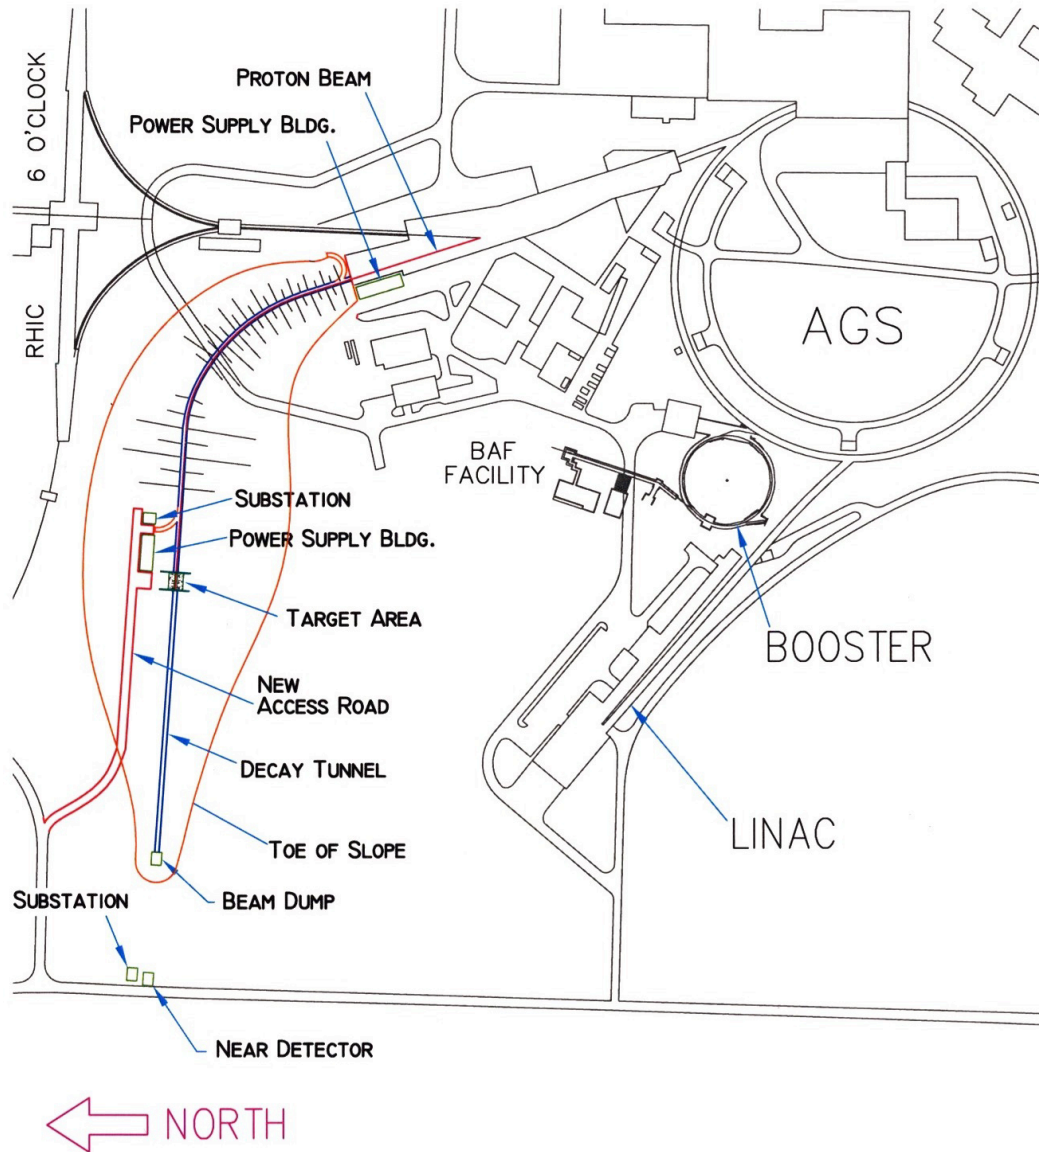 PROTON BEAM
POWER SUPPLY BLDG.
6 O'CLOCK
RHIC
AGS
BAF
FACILITY
SUBSTATION
POWER SUPPLY BLDG.
TARGET AREA
BOOSTER
NEW
ACCESS ROAD
DECAY TUNNEL
LINAC
TOE OF SLOPE
BEAM DUMP
SUBSTATION
NEAR DETECTOR
NORTH